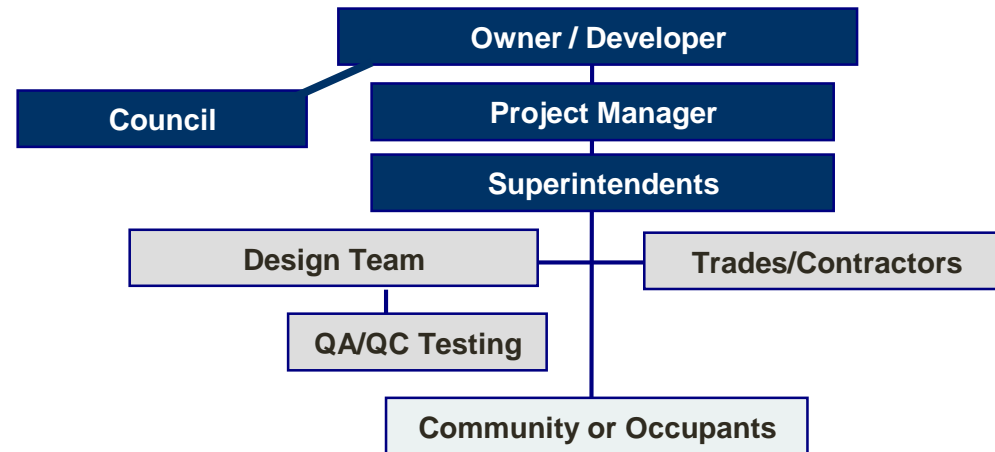 Owner / Developer
Council
Project Manager
Superintendents
Design Team
Trades/Contractors
QA/QC Testing
Community or Occupants